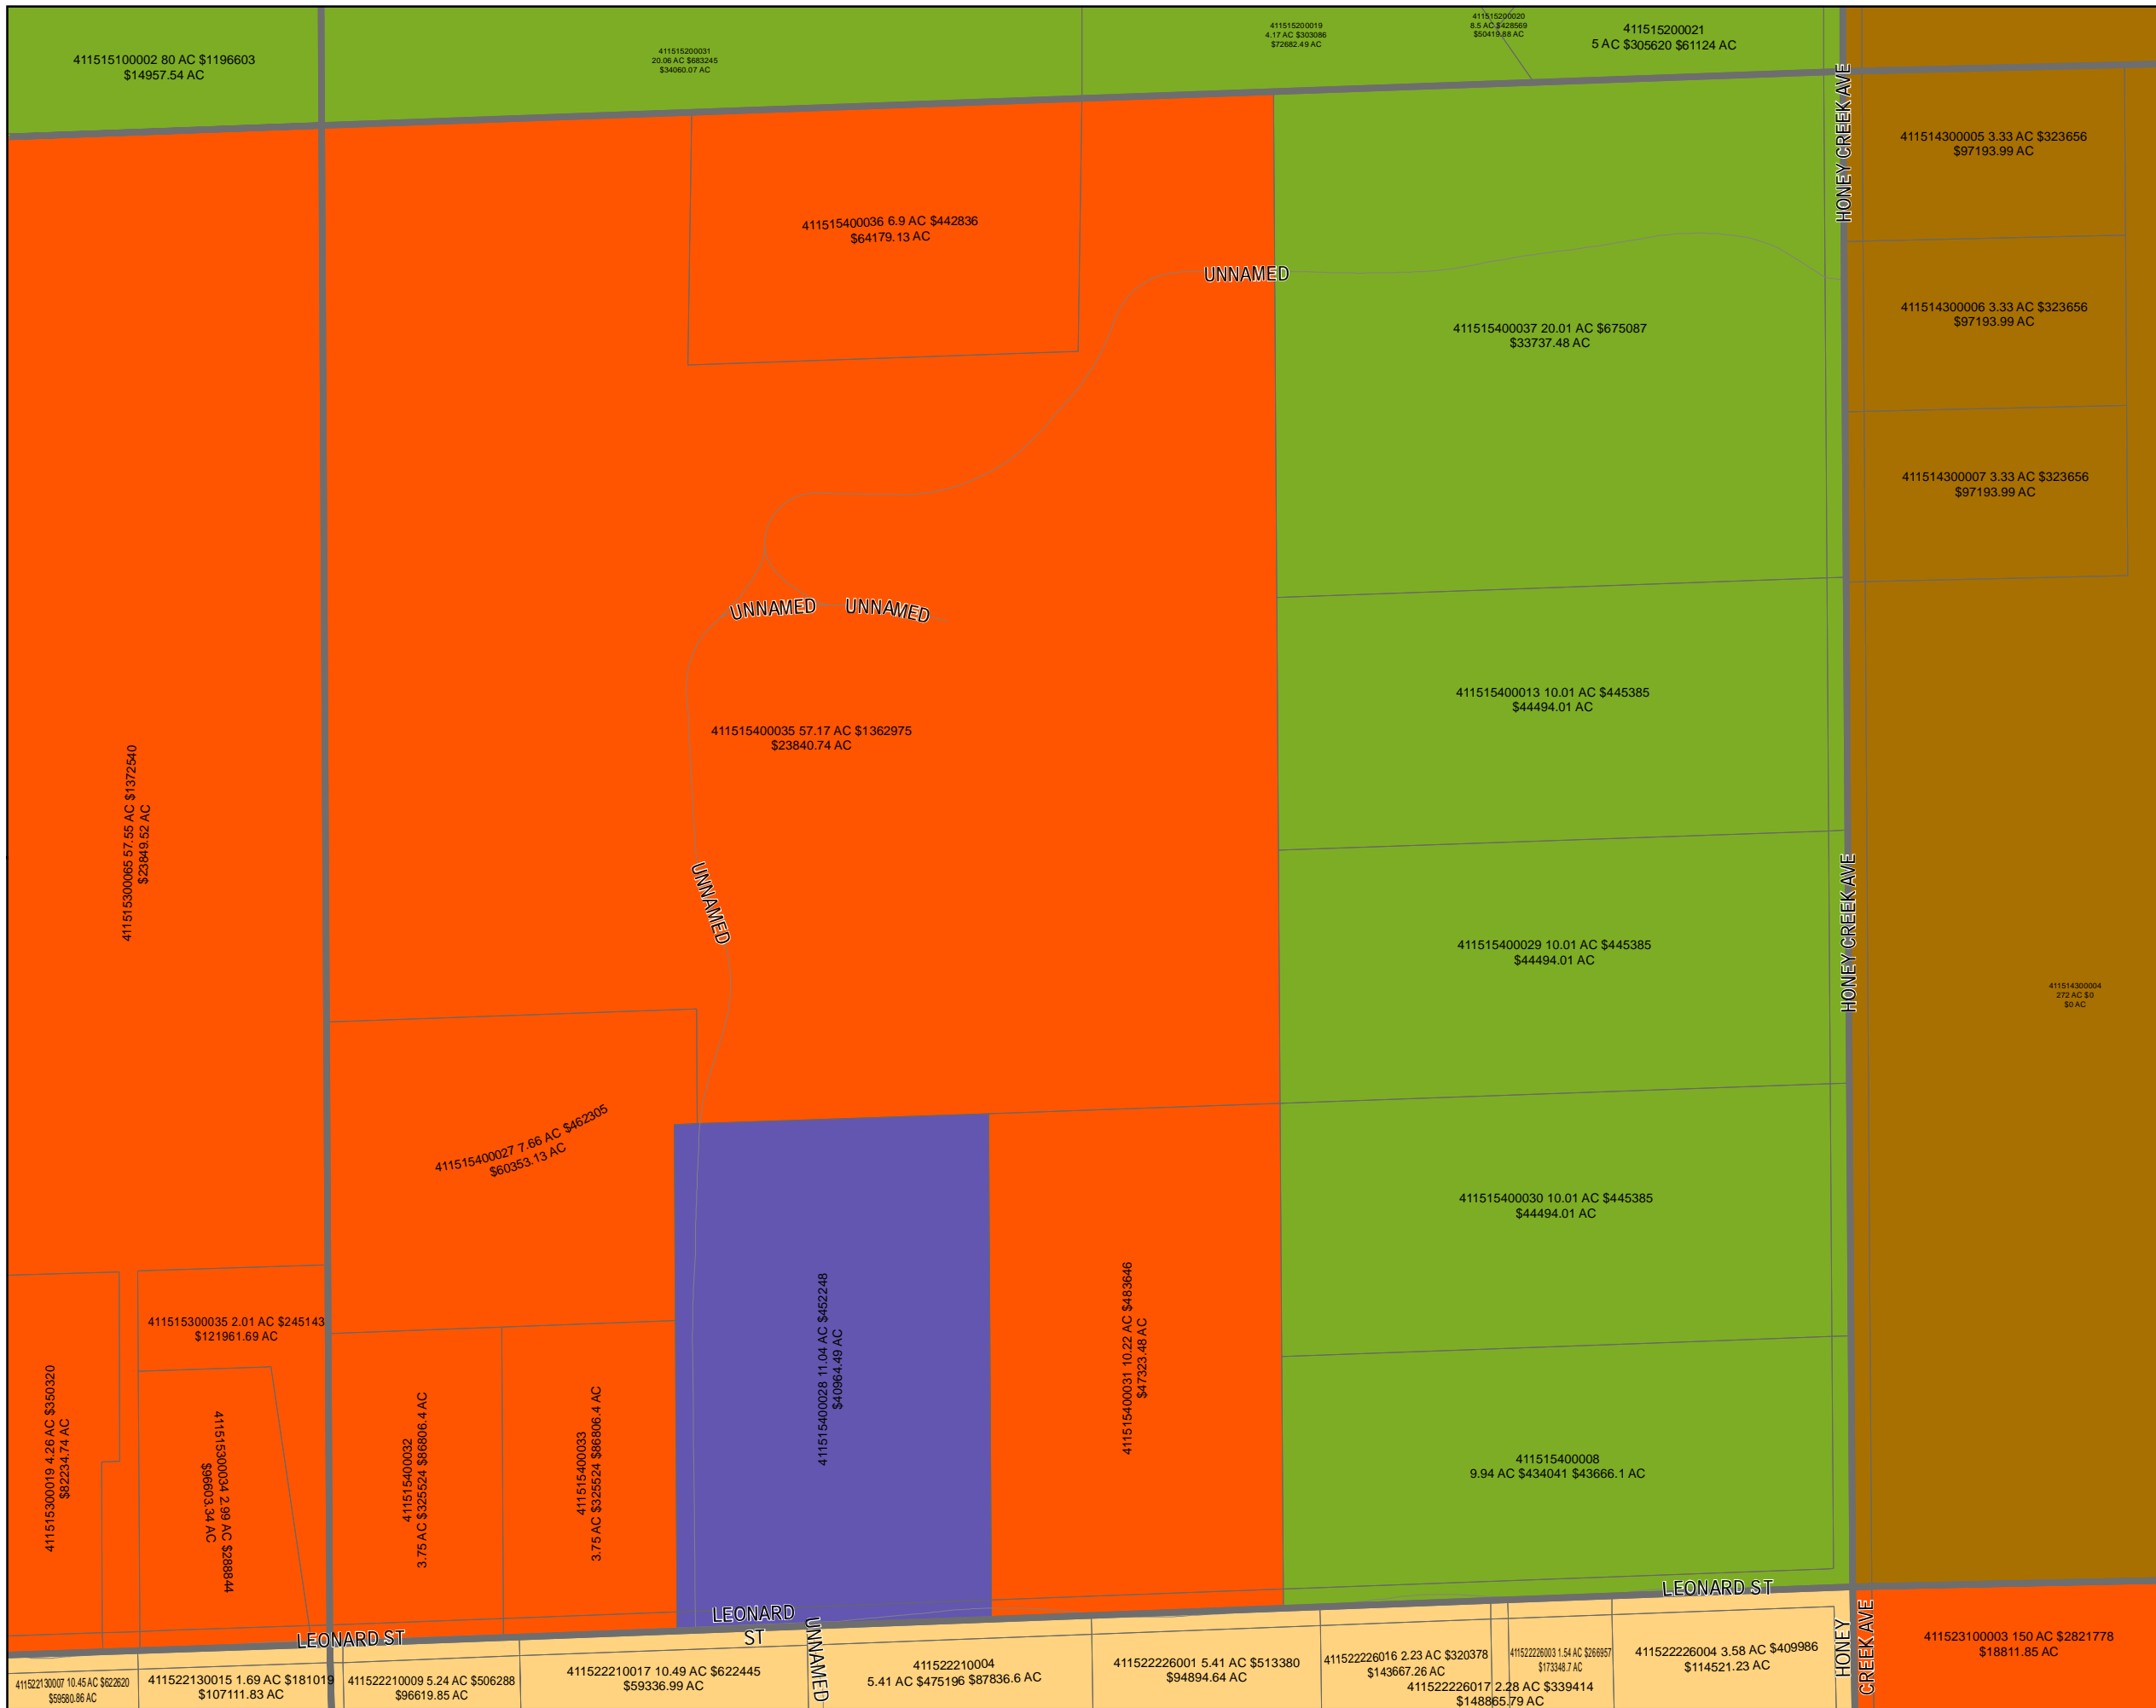 411515100002 80 AC $1196603
$14957.54 AC
411515200031
20.06 AC $683245
$34060.07 AC
411515200019
4.17 AC $303086
$72682.49 AC
411515200020
8.5 AC $428569
$50419.88 AC
411515200021
5 AC $305620 $61124 AC
HONEY CREEK AVE
411514300005 3.33 AC $323656
$97193.99 AC
411515400036 6.9 AC $442836
$64179.13 AC
UNNAMED
411514300006 3.33 AC $323656
$97193.99 AC
411515400037 20.01 AC $675087
$33737.48 AC
411514300007 3.33 AC $323656
$97193.99 AC
UNNAMED
UNNAMED
411515400013 10.01 AC $445385
$44494.01 AC
411515400035 57.17 AC $1362975
$23840.74 AC
411515300065 57.55 AC $1372540
$23849.52 AC
UNNAMED
HONEY CREEK AVE
411515400029 10.01 AC $445385
$44494.01 AC
411514300004
272 AC $0
$0 AC
411515400027 7.66 AC $462305
$60353.13 AC
411515400030 10.01 AC $445385
$44494.01 AC
411515300035 2.01 AC $245143
$121961.69 AC
411515400028 11.04 AC $452248
$40964.49 AC
411515400031 10.22 AC $483646
$47323.48 AC
411515300019 4.26 AC $350320
$82234.74 AC
411515300034 2.99 AC $288844
$96603.34 AC
411515400032
3.75 AC $325524 $86806.4 AC
411515400033
3.75 AC $325524 $86806.4 AC
411515400008
9.94 AC $434041 $43666.1 AC
LEONARD ST
LEONARD
ST
LEONARD ST
UNNAMED
HONEY
CREEK AVE
411522130007 10.45 AC $622620
$59580.86 AC
411522130015 1.69 AC $181019
$107111.83 AC
411522210009 5.24 AC $506288
$96619.85 AC
411522210017 10.49 AC $622445
$59336.99 AC
411522210004
5.41 AC $475196 $87836.6 AC
411522226001 5.41 AC $513380
$94894.64 AC
411522226016 2.23 AC $320378
$143667.26 AC
411522226003 1.54 AC $266957
$173348.7 AC
411522226017 2.28 AC $339414
$148865.79 AC
411522226004 3.58 AC $409986
$114521.23 AC
411523100003 150 AC $2821778
$18811.85 AC